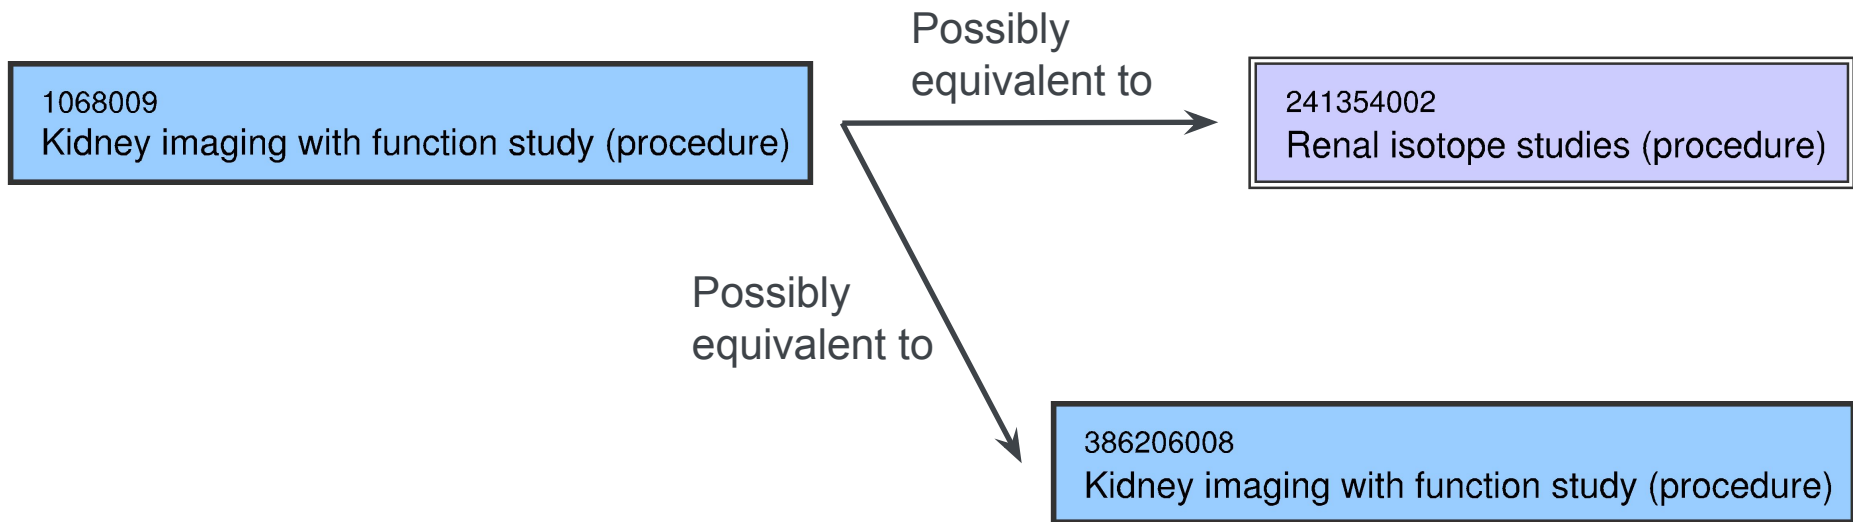 Possibly
equivalent to
1068009
Kidney imaging with function study (procedure)
241354002
Renal isotope studies (procedure)
Possibly
equivalent to
386206008
Kidney imaging with function study (procedure)